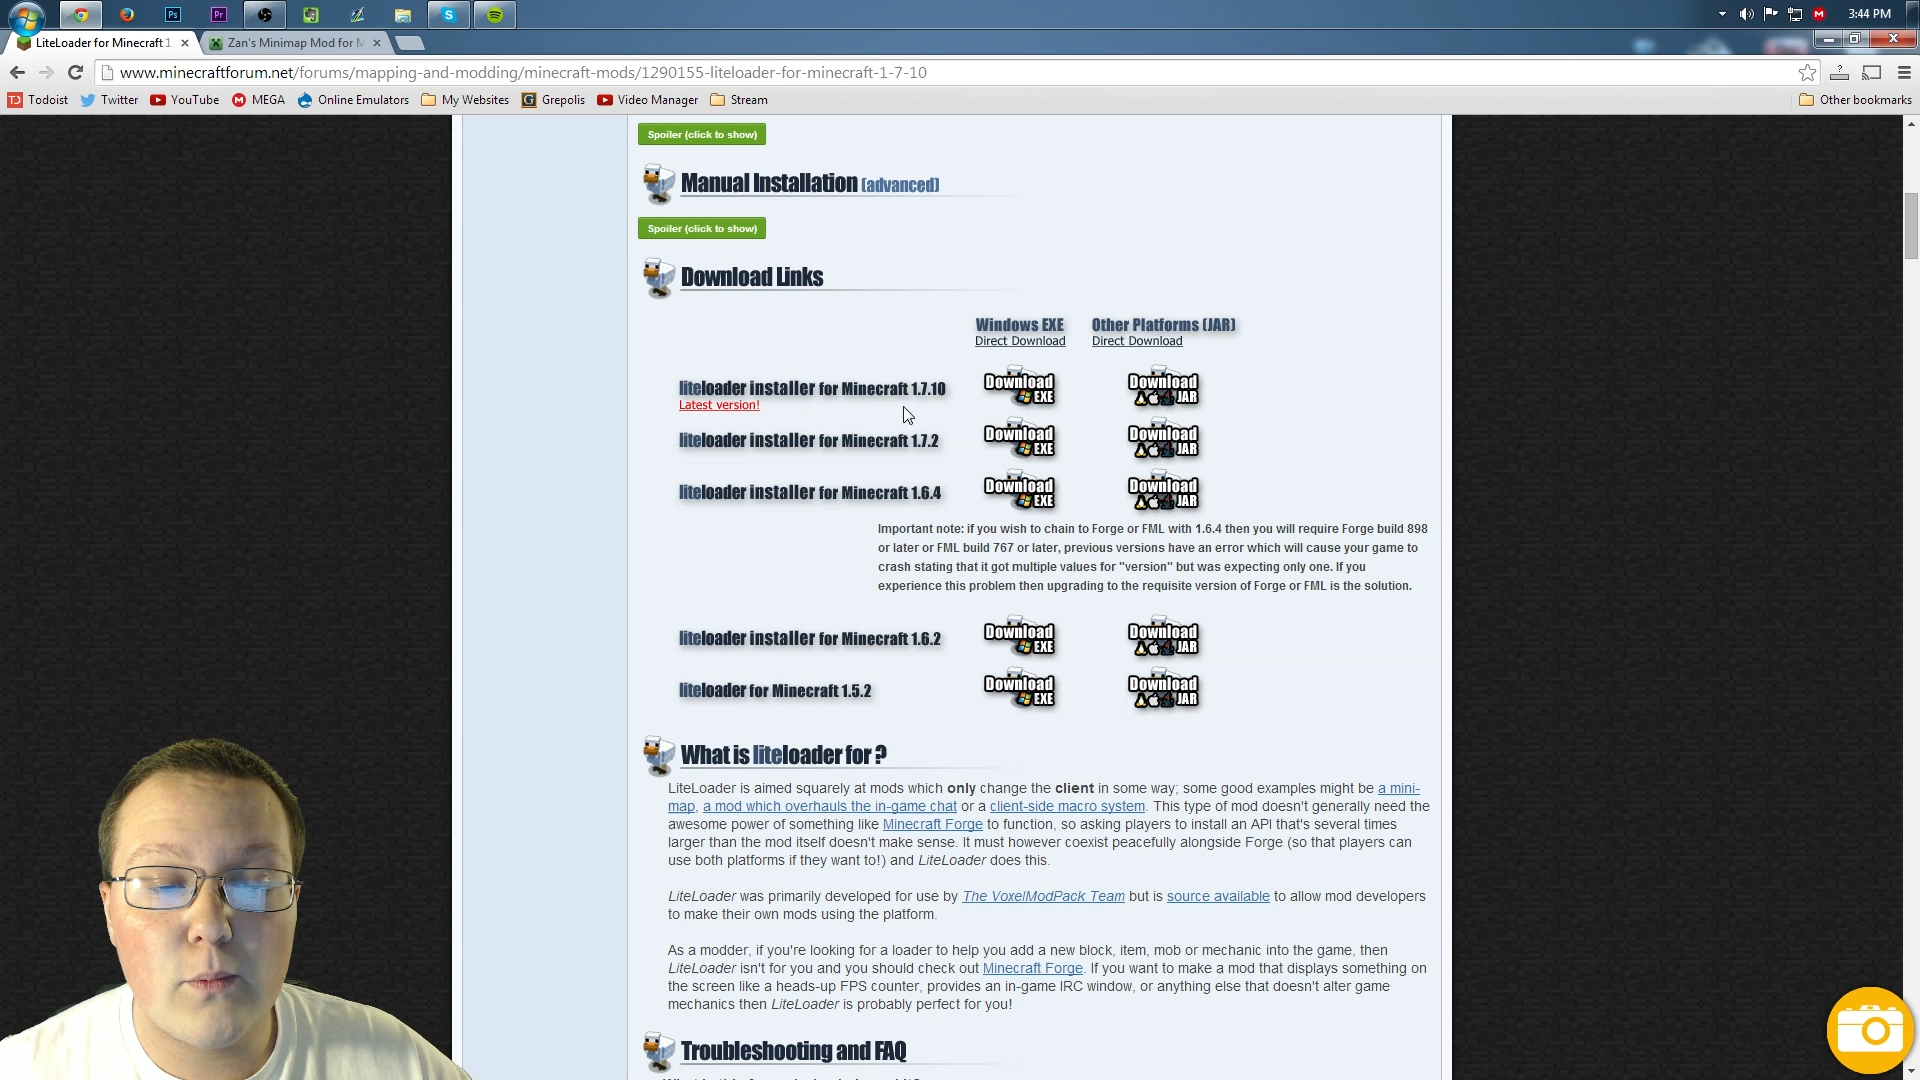 3:44 PM
LiteLoader for Minecraft 1
Zan's Minimap Mod for M
www.minecraftforum.net/forums/mapping-and-modding/minecraft-mods/1290155-liteloader-for-minecraft-1-7-10
Todoist Twitter YouTube MEGA Online Emulators My Websites Grepolis Video Manager Stream Other bookmarks
Spoiler (click to show)
Manual Installation (advanced)
Spoiler (click to show)
Download Links
Windows EXE Other Platforms (JAR)
Direct Download Direct Download
liteloader installer for Minecraft 1.7.10 Download EXE Download JAR
Latest version!
liteloader installer for Minecraft 1.7.2 Download EXE Download JAR
liteloader installer for Minecraft 1.6.4 Download EXE Download JAR
Important note: if you wish to chain to Forge or FML with 1.6.4 then you will require Forge build 898
or later or FML build 767 or later, previous versions have an error which will cause your game to
crash stating that it got multiple values for "version" but was expecting only one. If you
experience this problem then upgrading to the requisite version of Forge or FML is the solution.
liteloader installer for Minecraft 1.6.2 Download EXE Download JAR
liteloader for Minecraft 1.5.2 Download EXE Download JAR
What is liteloader for ?
LiteLoader is aimed squarely at mods which only change the client in some way; some good examples might be a mini-
map, a mod which overhauls the in-game chat or a client-side macro system. This type of mod doesn't generally need the
awesome power of something like Minecraft Forge to function, so asking players to install an API that's several times
larger than the mod itself doesn't make sense. It must however coexist peacefully alongside Forge (so that players can
use both platforms if they want to!) and LiteLoader does this.
LiteLoader was primarily developed for use by The VoxelModPack Team but is source available to allow mod developers
to make their own mods using the platform.
As a modder, if you're looking for a loader to help you add a new block, item, mob or mechanic into the game, then
LiteLoader isn't for you and you should check out Minecraft Forge. If you want to make a mod that displays something on
the screen like a heads-up FPS counter, provides an in-game IRC window, or anything else that doesn't alter game
mechanics then LiteLoader is probably perfect for you!
Troubleshooting and FAQ